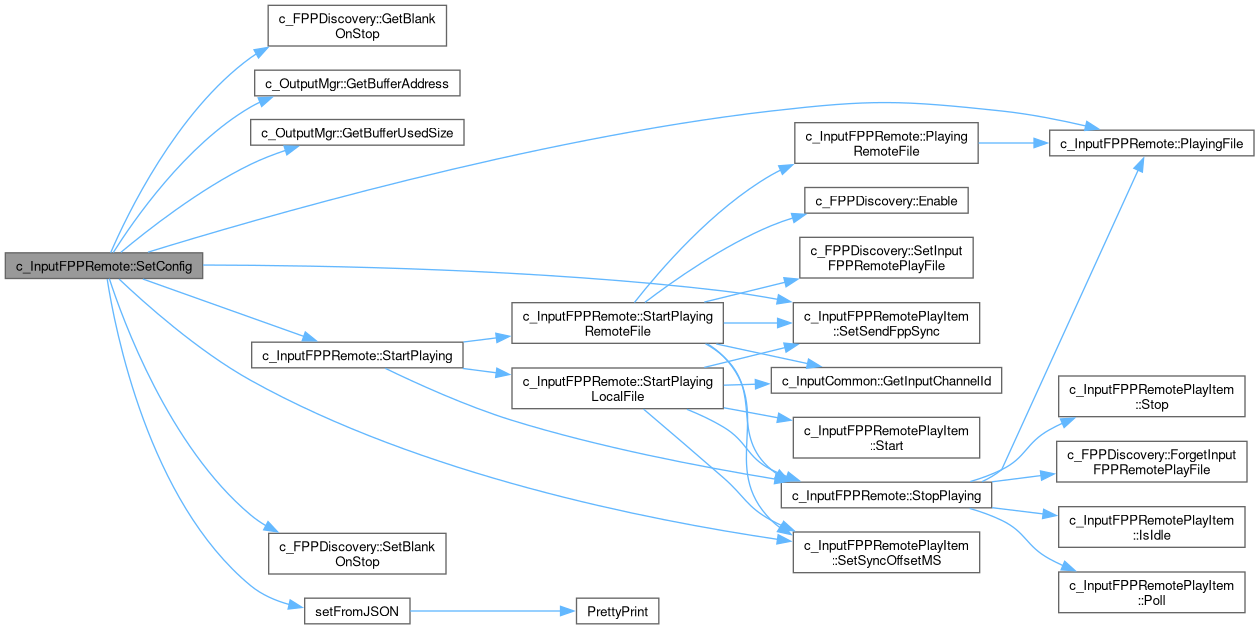 c_FPPDiscovery::GetBlank
OnStop
c_OutputMgr::GetBufferAddress
c_OutputMgr::GetBufferUsedSize
c_InputFPPRemote::Playing
RemoteFile
c_InputFPPRemote::PlayingFile
c_FPPDiscovery::Enable
c_FPPDiscovery::SetInput
FPPRemotePlayFile
c_InputFPPRemote::SetConfig
c_InputFPPRemote::StartPlaying
RemoteFile
c_InputFPPRemotePlayItem
::SetSendFppSync
c_InputFPPRemote::StartPlaying
c_InputFPPRemote::StartPlaying
LocalFile
c_InputCommon::GetInputChannelId
c_InputFPPRemotePlayItem
::Stop
c_InputFPPRemotePlayItem
::Start
c_FPPDiscovery::ForgetInput
FPPRemotePlayFile
c_InputFPPRemote::StopPlaying
c_InputFPPRemotePlayItem
::IsIdle
c_FPPDiscovery::SetBlank
OnStop
c_InputFPPRemotePlayItem
::SetSyncOffsetMS
c_InputFPPRemotePlayItem
::Poll
setFromJSON
PrettyPrint